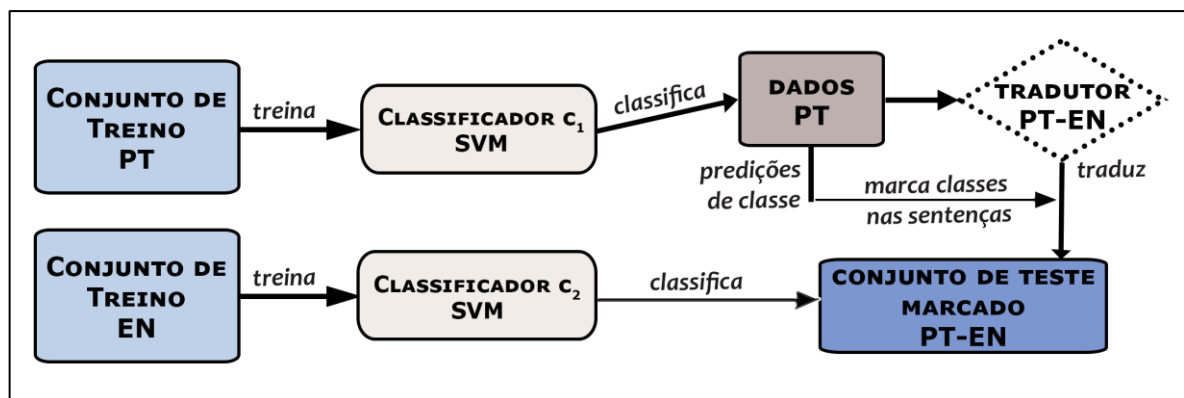 CONJUNTO DE
TREINO
PT
treina
CLASSIFICADOR C₁
SVM
classifica
DADOS
PT
TRADUTOR
PT-EN
predições
de classe
marca classes
nas sentenças
traduz
CONJUNTO DE
TREINO
EN
treina
CLASSIFICADOR C₂
SVM
classifica
CONJUNTO DE TESTE
MARCADO
PT-EN